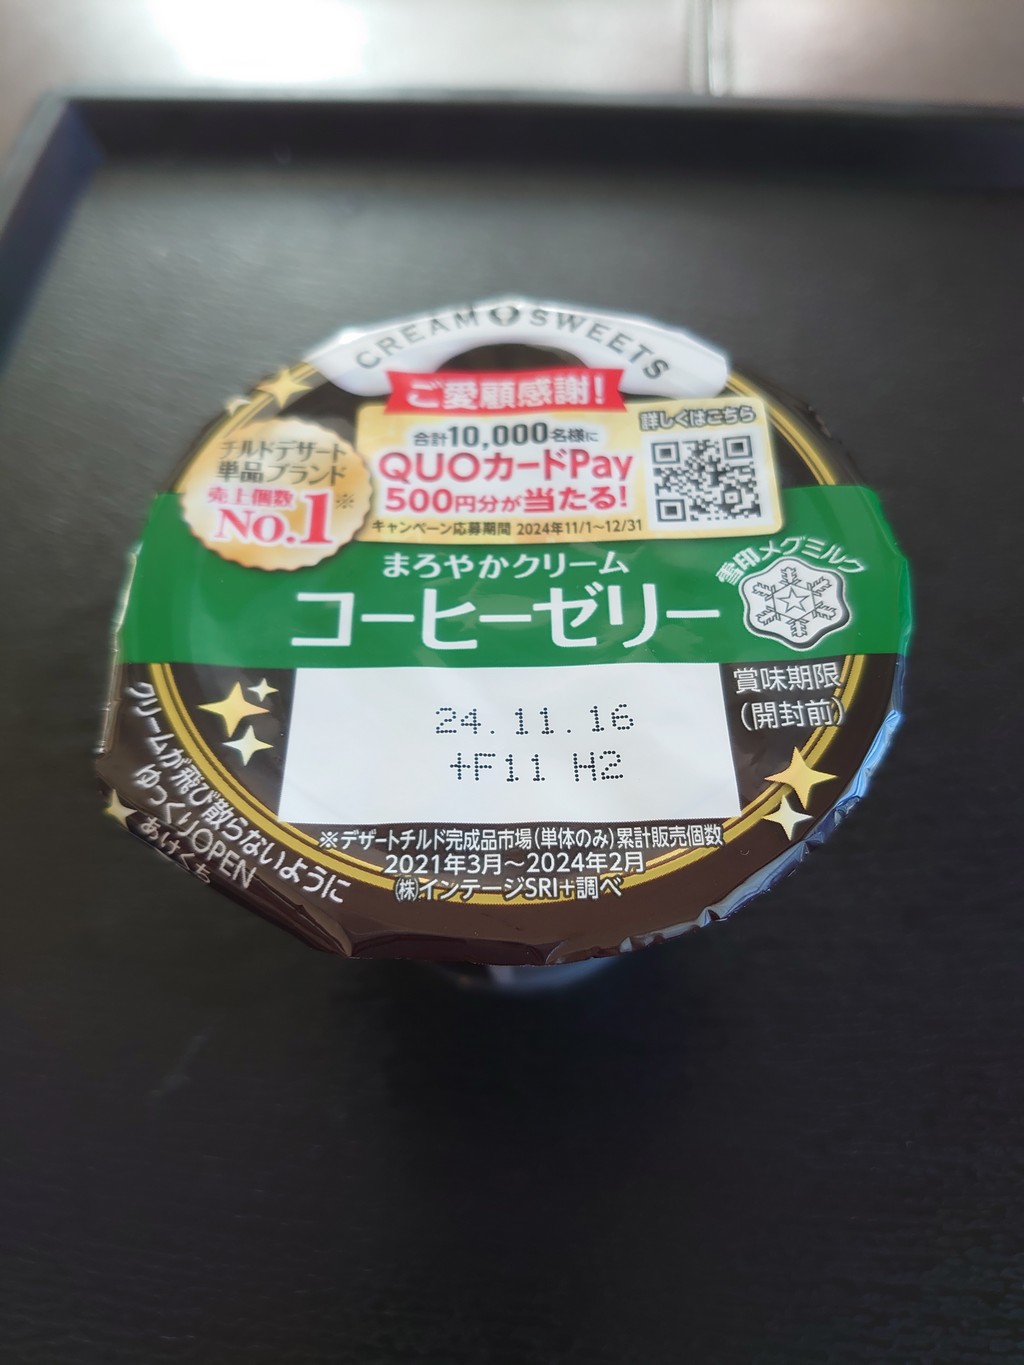 CREAM SWEETS
ご愛顧感謝!
詳しくはこちら
合計10,000名様に
QUOカードPay
500円分が当たる!
キャンペーン応募期間 2024年11/1~12/31
チルドデザート
単品ブランド
売上個数
No.1※
まろやかクリーム
コーヒーゼリー
雪印メグミルク
賞味期限
(開封前)
24.11.16
+F11 H2
クリームが飛び散らないように
ゆっくりOPEN
あけくち
※デザートチルド完成品市場(単体のみ)累計販売個数
2021年3月~2024年2月
㈱インテージSRI+調べ